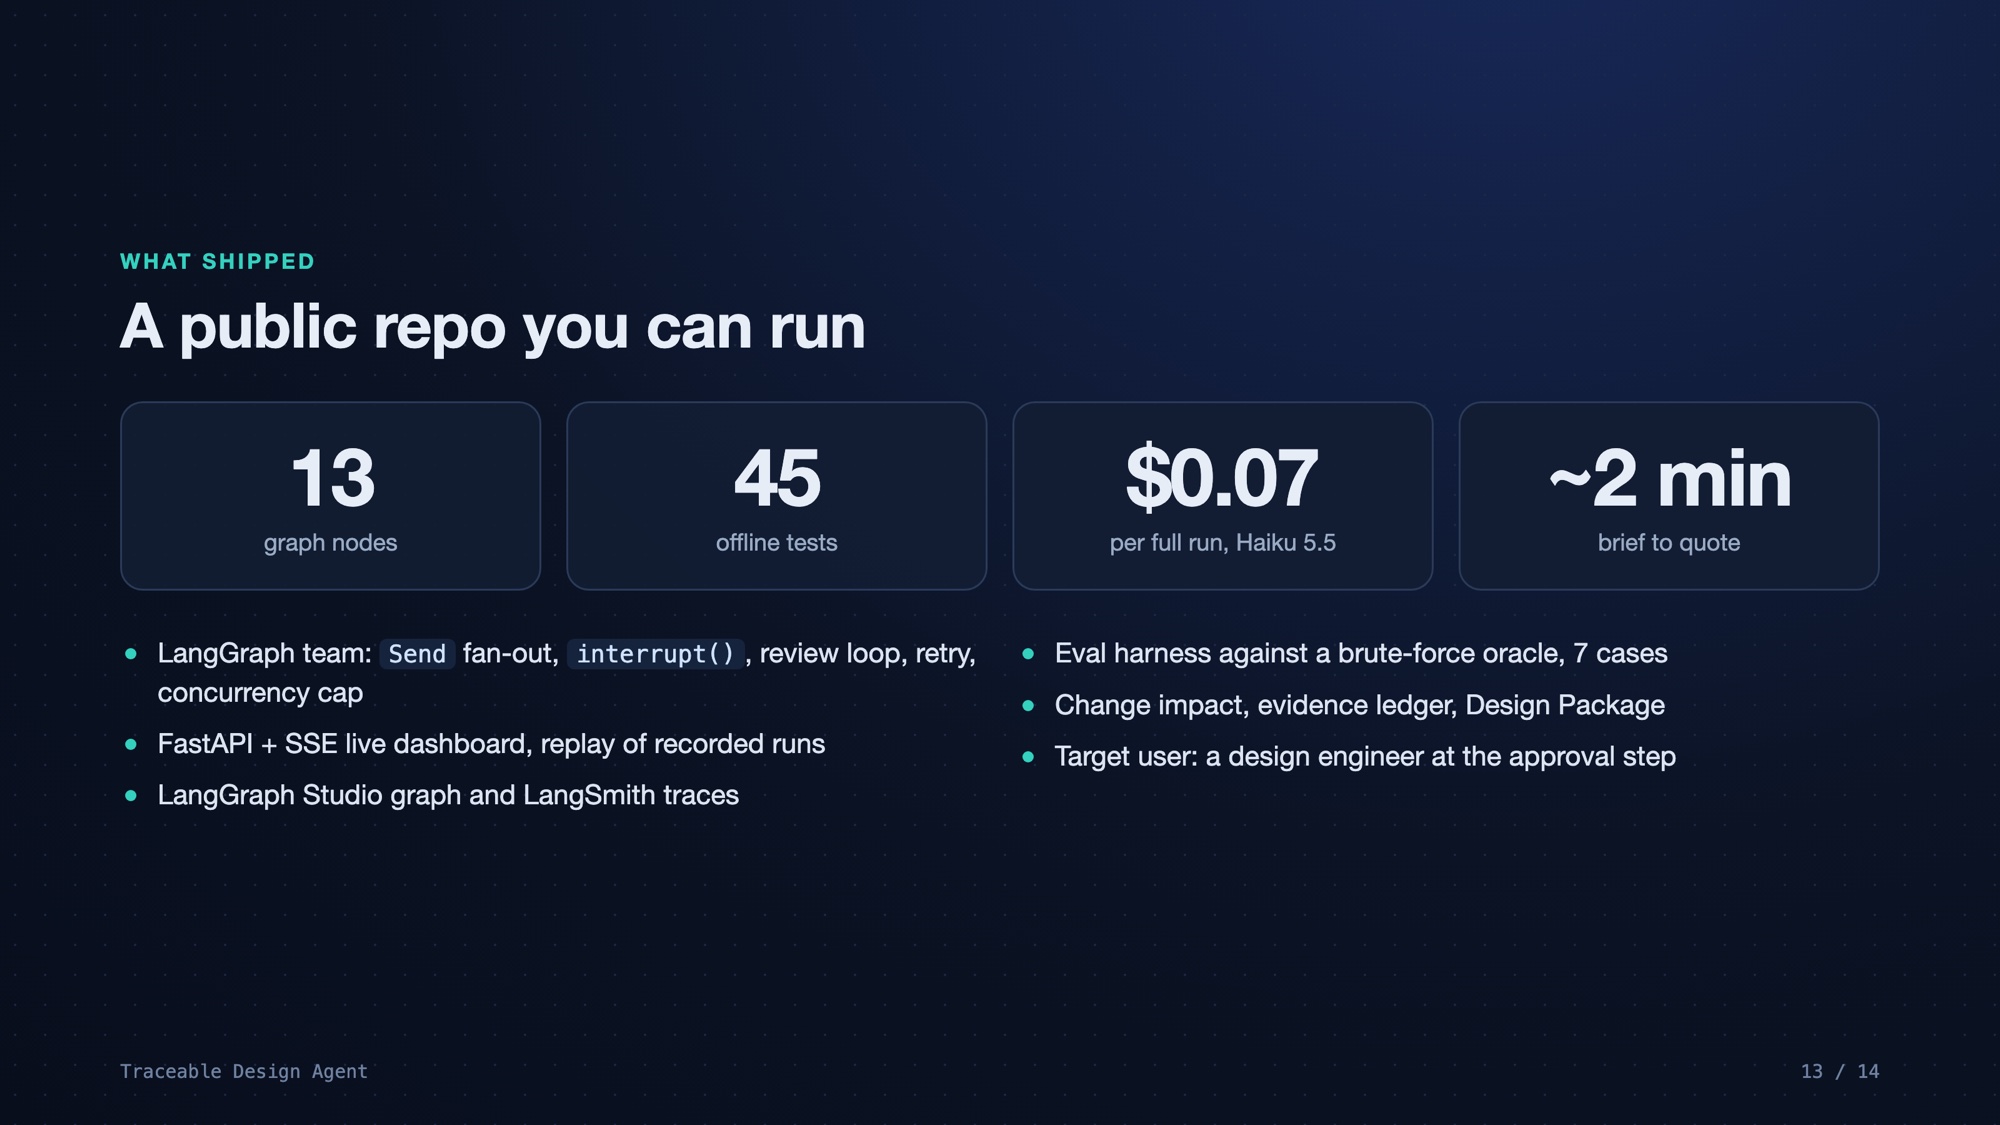 WHAT SHIPPED
A public repo you can run
13
graph nodes
45
offline tests
$0.07
per full run, Haiku 5.5
~2 min
brief to quote
LangGraph team: Send fan-out, interrupt(), review loop, retry,
concurrency cap
FastAPI + SSE live dashboard, replay of recorded runs
LangGraph Studio graph and LangSmith traces
Eval harness against a brute-force oracle, 7 cases
Change impact, evidence ledger, Design Package
Target user: a design engineer at the approval step
Traceable Design Agent
13 / 14